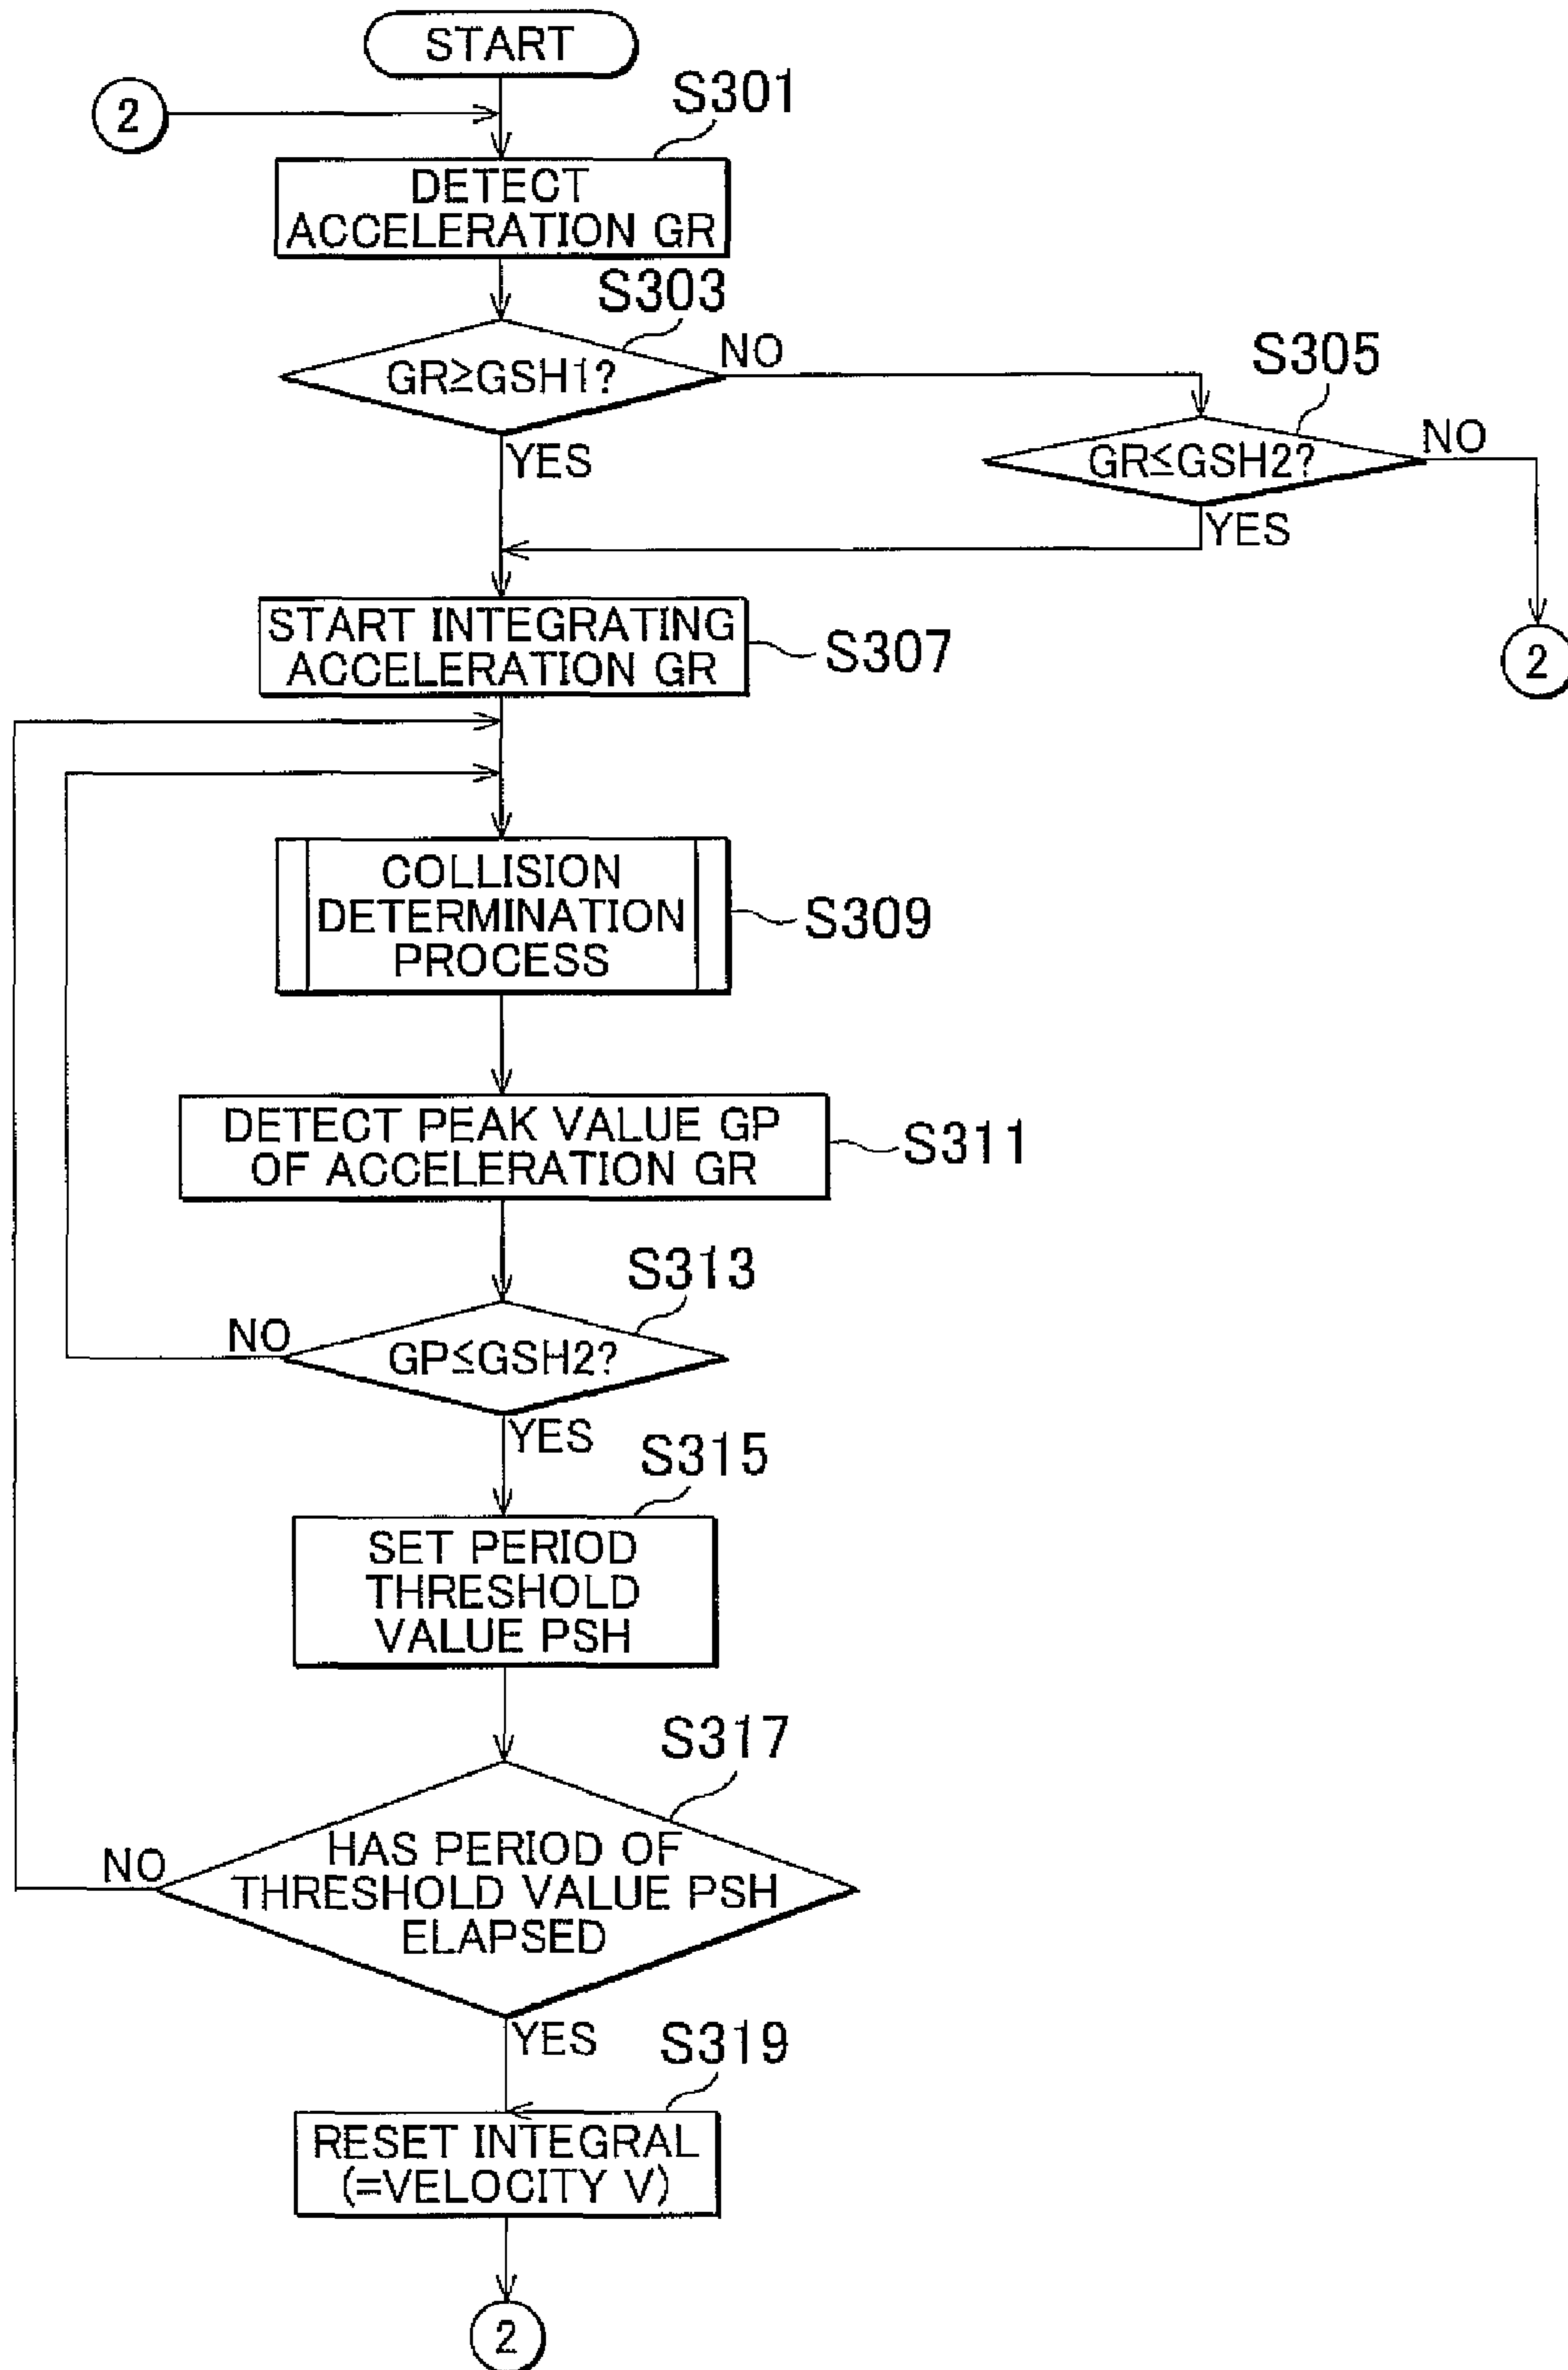 START
2
S301
DETECT
ACCELERATION GR
S303
GR≧GSH1?
NO
S305
GR≦GSH2?
NO
YES
YES
START INTEGRATING
ACCELERATION GR
S307
2
COLLISION
DETERMINATION
PROCESS
S309
DETECT PEAK VALUE GP
OF ACCELERATION GR
S311
S313
NO
GP≦GSH2?
YES
S315
SET PERIOD
THRESHOLD
VALUE PSH
S317
NO
HAS PERIOD OF
THRESHOLD VALUE PSH
ELAPSED
YES
S319
RESET INTEGRAL
(=VELOCITY V)
2